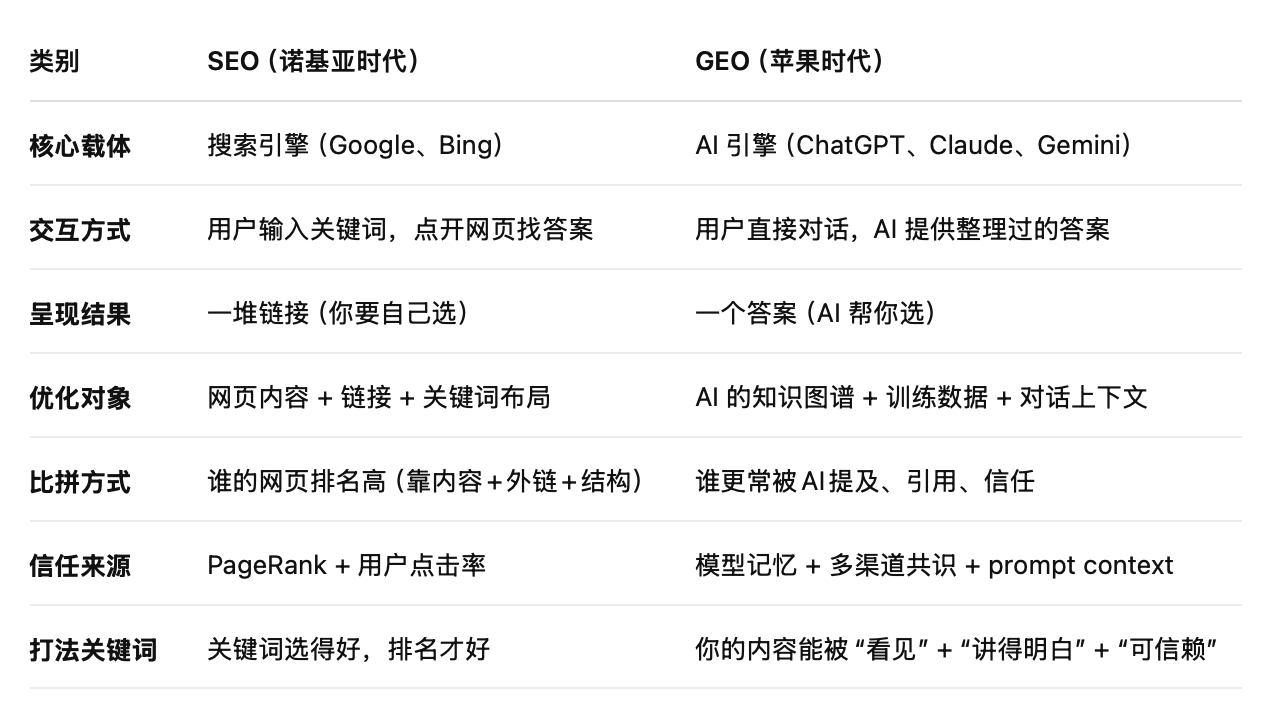 类别 SEO（诺基亚时代） GEO（苹果时代）
核心载体 搜索引擎（Google、Bing） AI 引擎（ChatGPT、Claude、Gemini）
交互方式 用户输入关键词，点开网页找答案 用户直接对话，AI 提供整理过的答案
呈现结果 一堆链接（你要自己选） 一个答案（AI 帮你选）
优化对象 网页内容 + 链接 + 关键词布局 AI 的知识图谱 + 训练数据 + 对话上下文
比拼方式 谁的网页排名高（靠内容+外链+结构） 谁更常被AI提及、引用、信任
信任来源 PageRank + 用户点击率 模型记忆 + 多渠道共识 + prompt context
打法关键词 关键词选得好，排名才好 你的内容能被 “看见” + “讲得明白” + “可信赖”